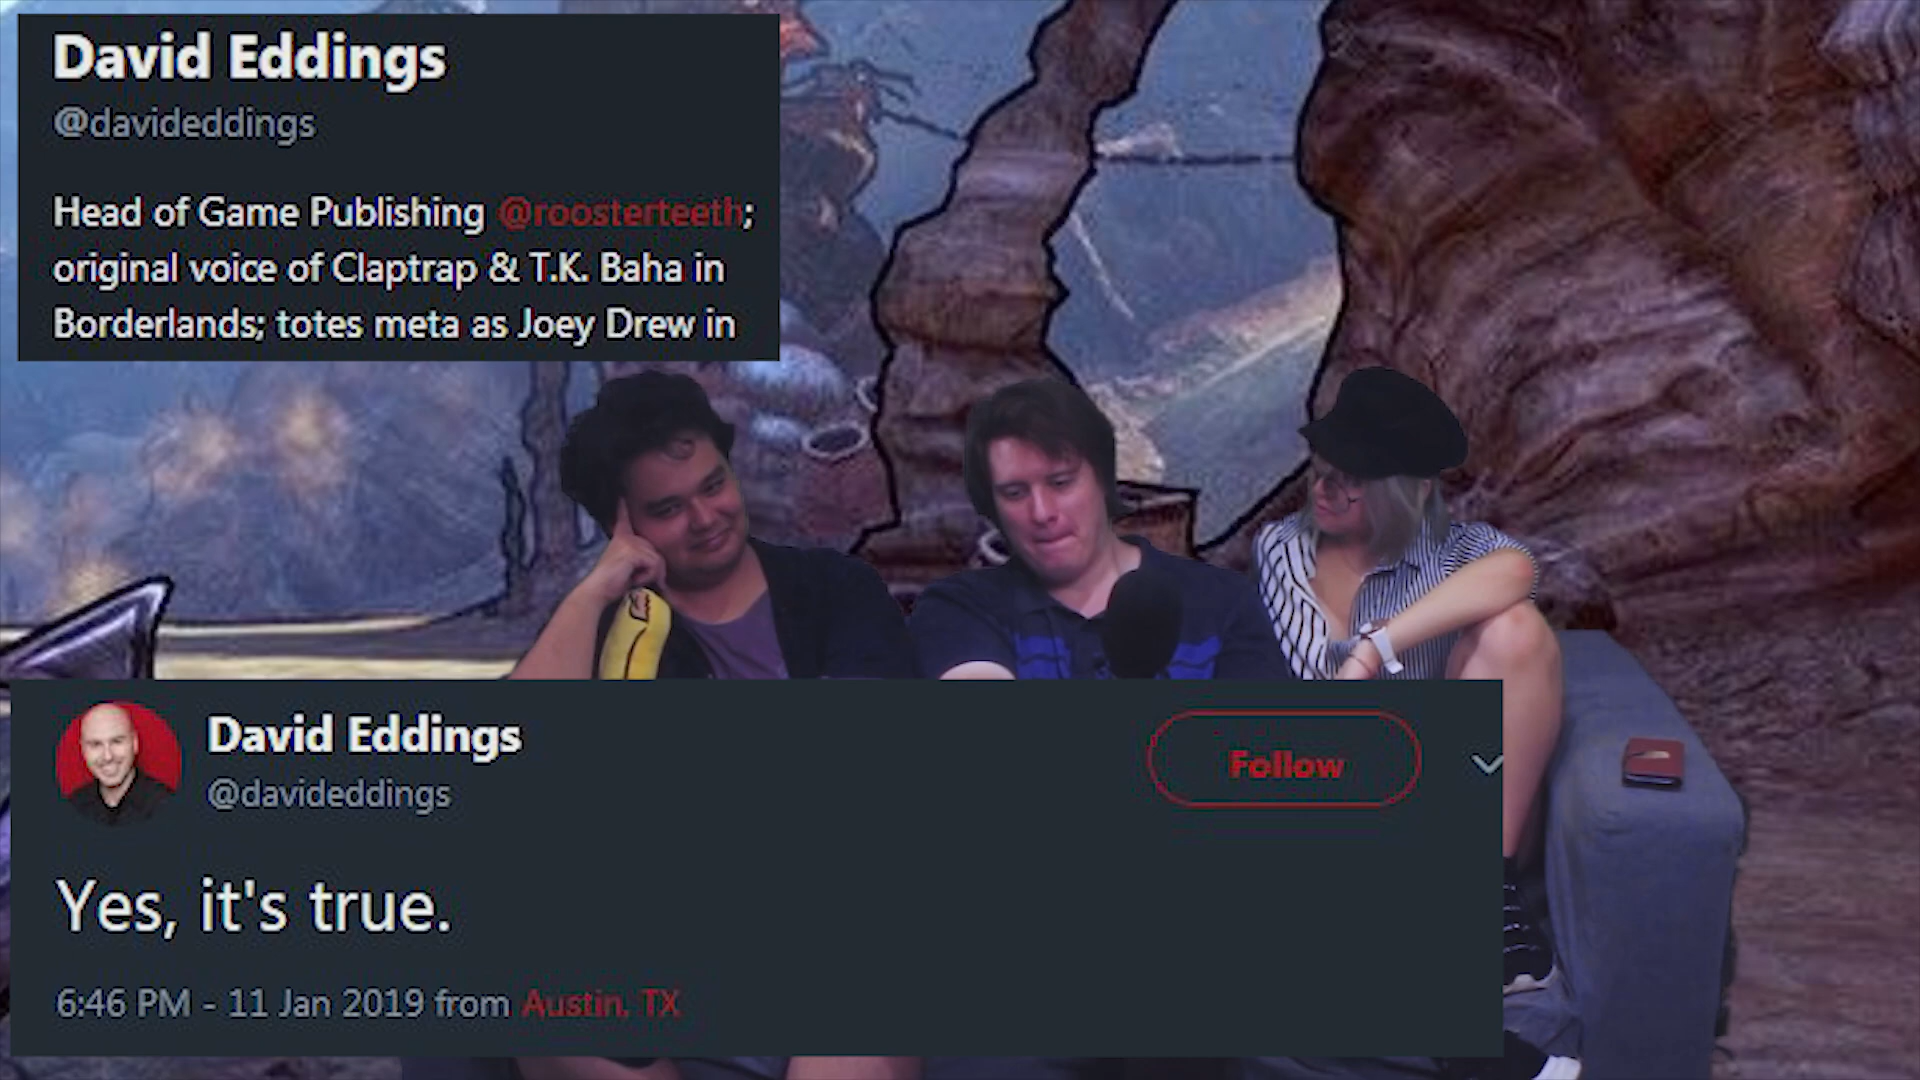 David Eddings
@davideddings
Head of Game Publishing @roosterteeth;
original voice of Claptrap & T.K. Baha in
Borderlands; totes meta as Joey Drew in
David Eddings
@davideddings
Follow
Yes, it's true.
6:46 PM - 11 Jan 2019 from Austin, TX